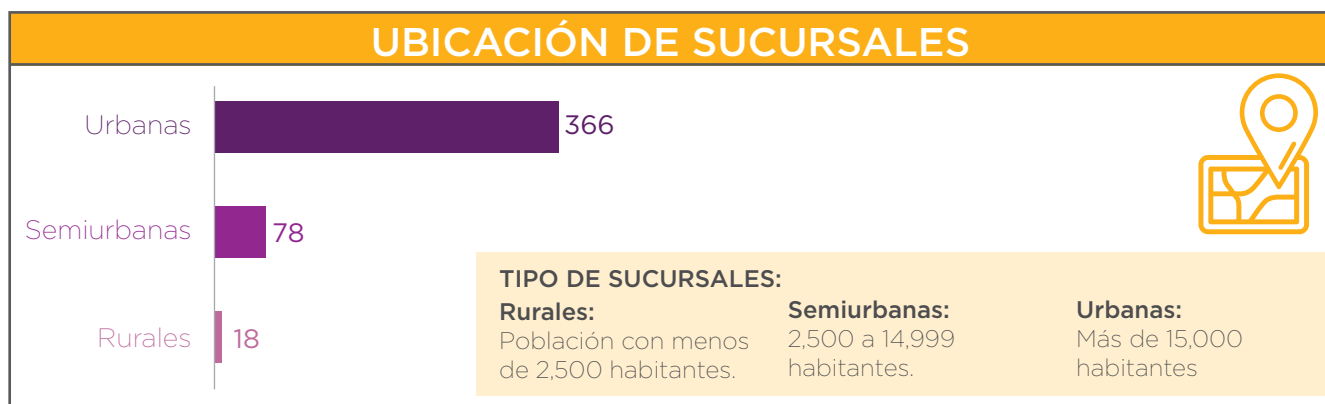 UBICACIÓN DE SUCURSALES
Urbanas
366
Semiurbanas
78
Rurales
18
TIPO DE SUCURSALES:
Rurales:
Población con menos
de 2,500 habitantes.
Semiurbanas:
2,500 a 14,999
habitantes.
Urbanas:
Más de 15,000
habitantes